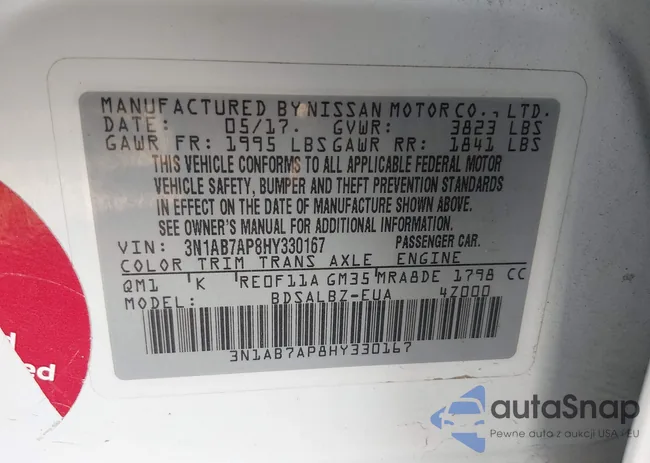 MANUFACTURED BY NISSAN MOTOR CO., LTD.
DATE: 05/17. GVWR: 3823 LBS
GAWR FR: 1995 LBS GAWR RR: 1841 LBS
THIS VEHICLE CONFORMS TO ALL APPLICABLE FEDERAL MOTOR
VEHICLE SAFETY, BUMPER AND THEFT PREVENTION STANDARDS
IN EFFECT ON THE DATE OF MANUFACTURE SHOWN ABOVE.
SEE OWNER'S MANUAL FOR ADDITIONAL INFORMATION.
VIN: 3N1AB7AP8HY330167 PASSENGER CAR.
COLOR TRIM TRANS AXLE ENGINE
QM1 K RE0F11A GM35 MRA8DE 1798 CC
MODEL: BDSALBZ-EUA 4Z000
3N1AB7AP8HY330167
d
ed
autaSnap
Pewne auta z aukcji USA i EU